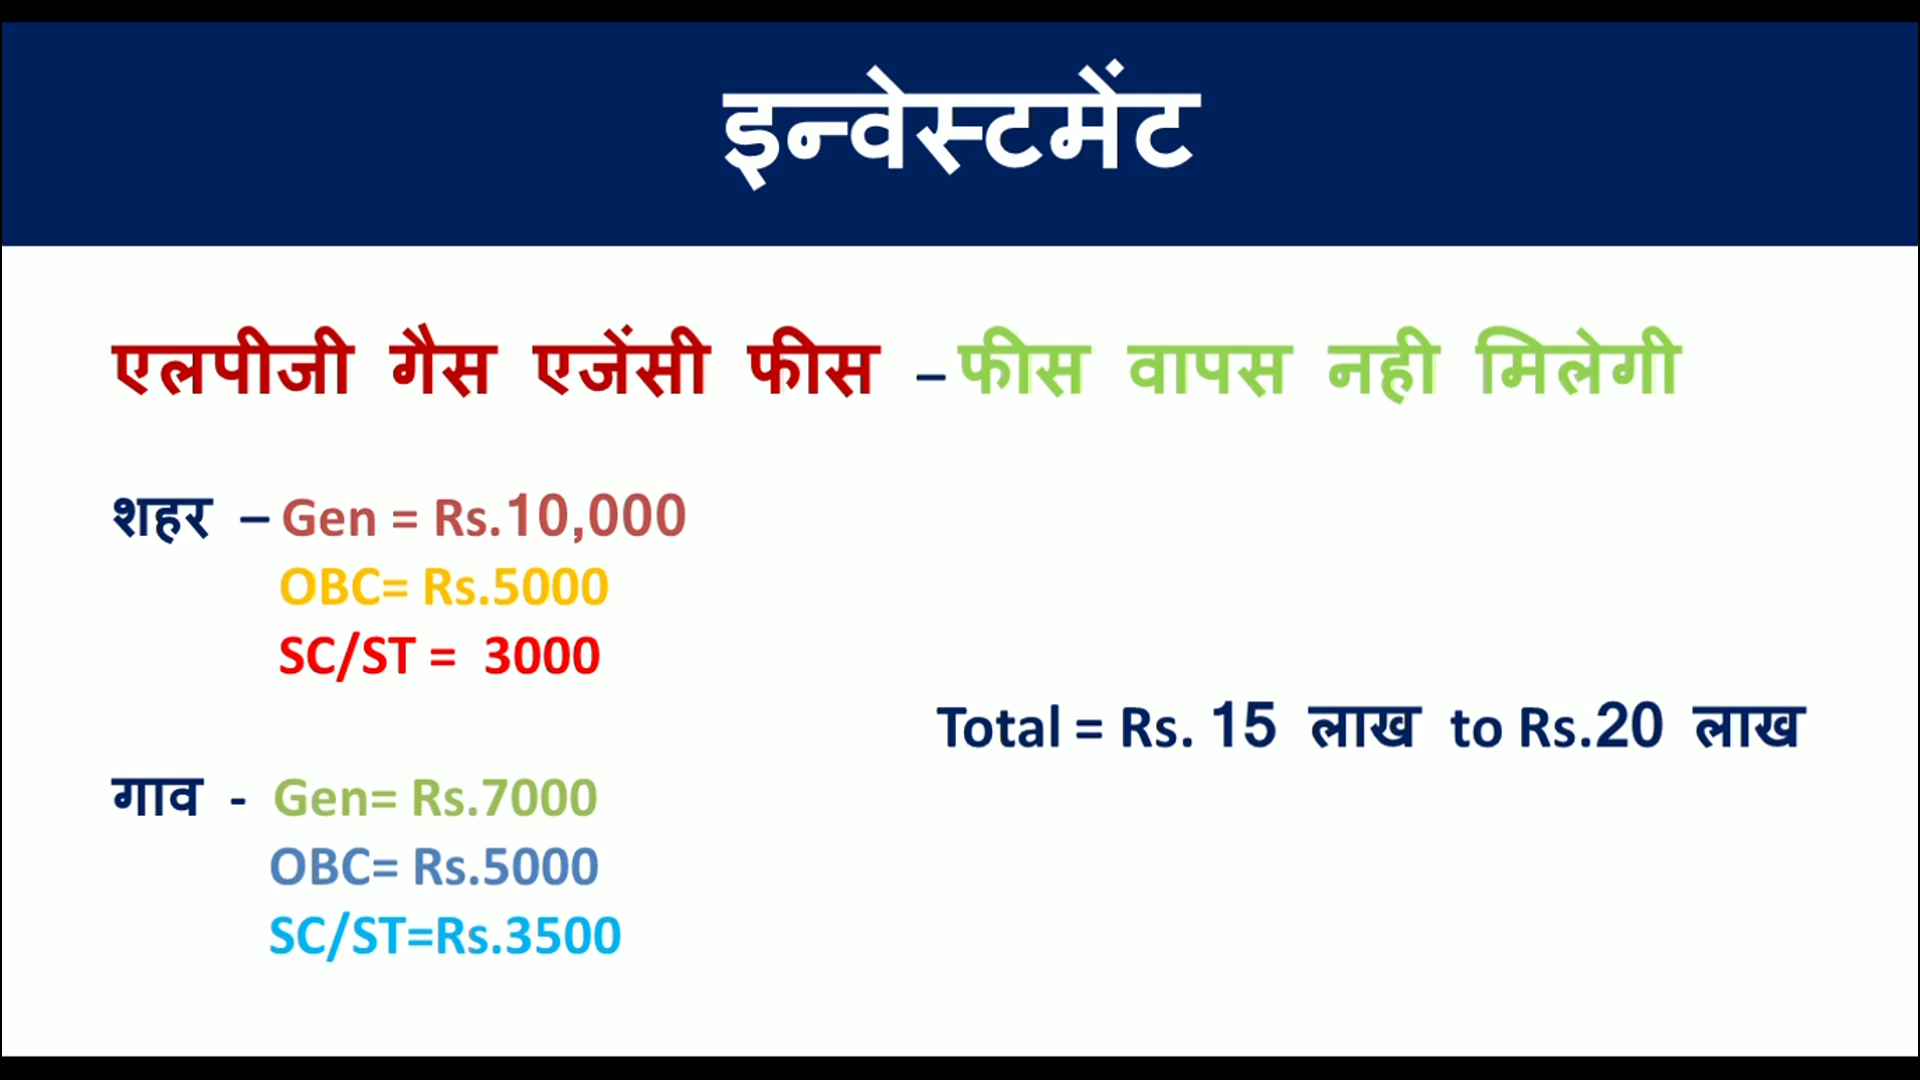 इन्वेस्टमेंट
एलपीजी गैस एजेंसी फीस – फीस वापस नही मिलेगी
शहर – Gen = Rs.10,000
OBC= Rs.5000
SC/ST = 3000
Total = Rs. 15 लाख to Rs.20 लाख
गाव - Gen= Rs.7000
OBC= Rs.5000
SC/ST=Rs.3500